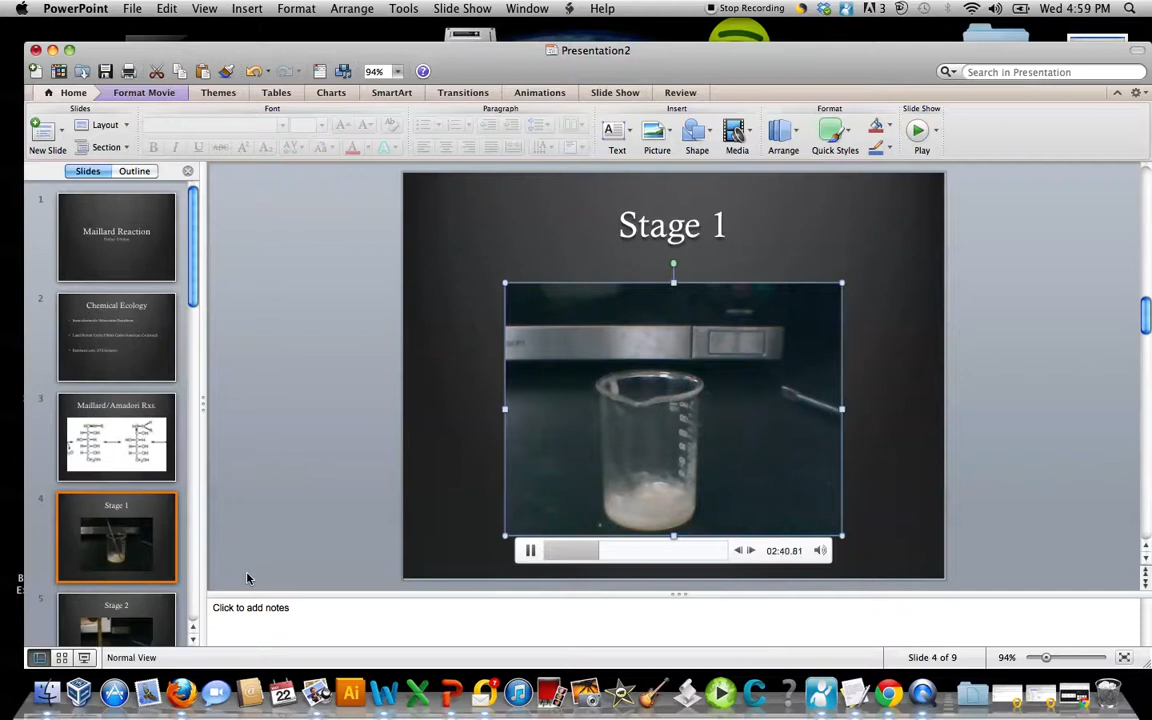 PowerPoint File Edit View Insert Format Arrange Tools Slide Show Window Help Stop Recording 3 Wed 4:59 PM
Presentation2
94% Search in Presentation
Home Format Movie Themes Tables Charts SmartArt Transitions Animations Slide Show Review
Slides Font Paragraph Insert Format Slide Show
Layout
New Slide Section Text Picture Shape Media Arrange Quick Styles Play
Slides Outline
1
Maillard Reaction
2
Chemical Ecology
3
Maillard/Amadori Rxs.
4
Stage 1
5
Stage 2
Stage 1
02:40.81
Click to add notes
Normal View Slide 4 of 9 94%